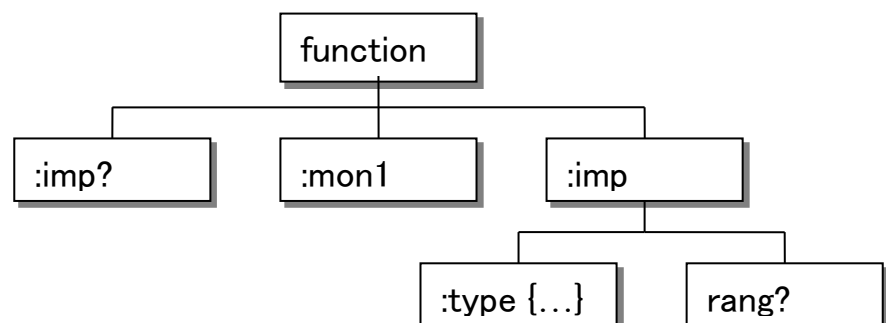 function
:imp?
:mon1
:imp
:type {…}
rang?